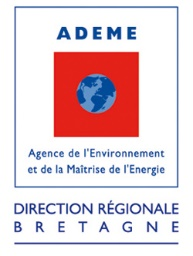 ADEME
Agence de l'Environnement
et de la Maîtrise de l'Energie
DIRECTION RÉGIONALE
BRETAGNE